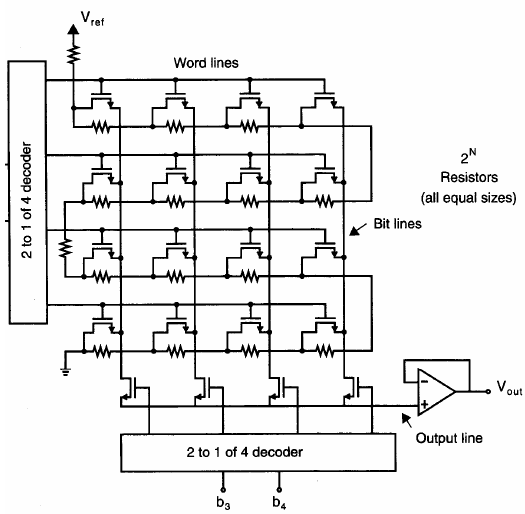 V_ref
Word lines
2 to 1 of 4 decoder
2^N
Resistors
(all equal sizes)
Bit lines
−
+
V_out
Output line
2 to 1 of 4 decoder
b_3
b_4